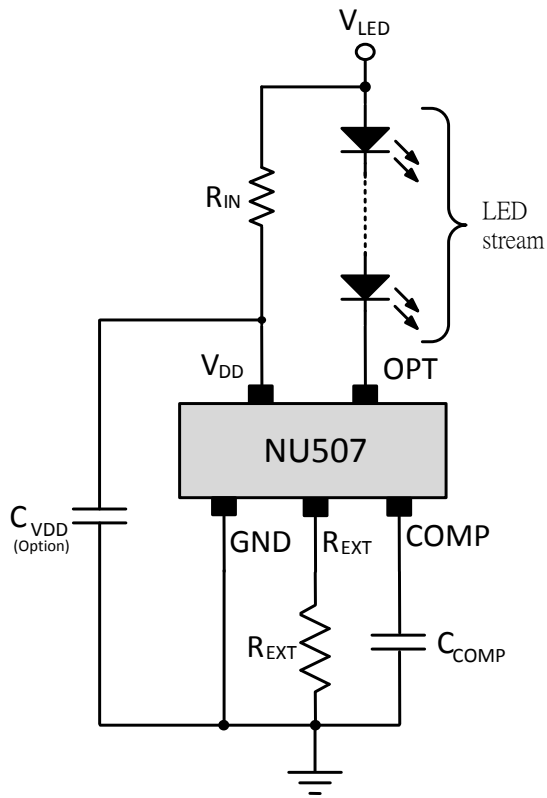 VLED
RIN
LED
stream
VDD
OPT
NU507
CVDD
(Option)
GND
REXT
COMP
REXT
CCOMP